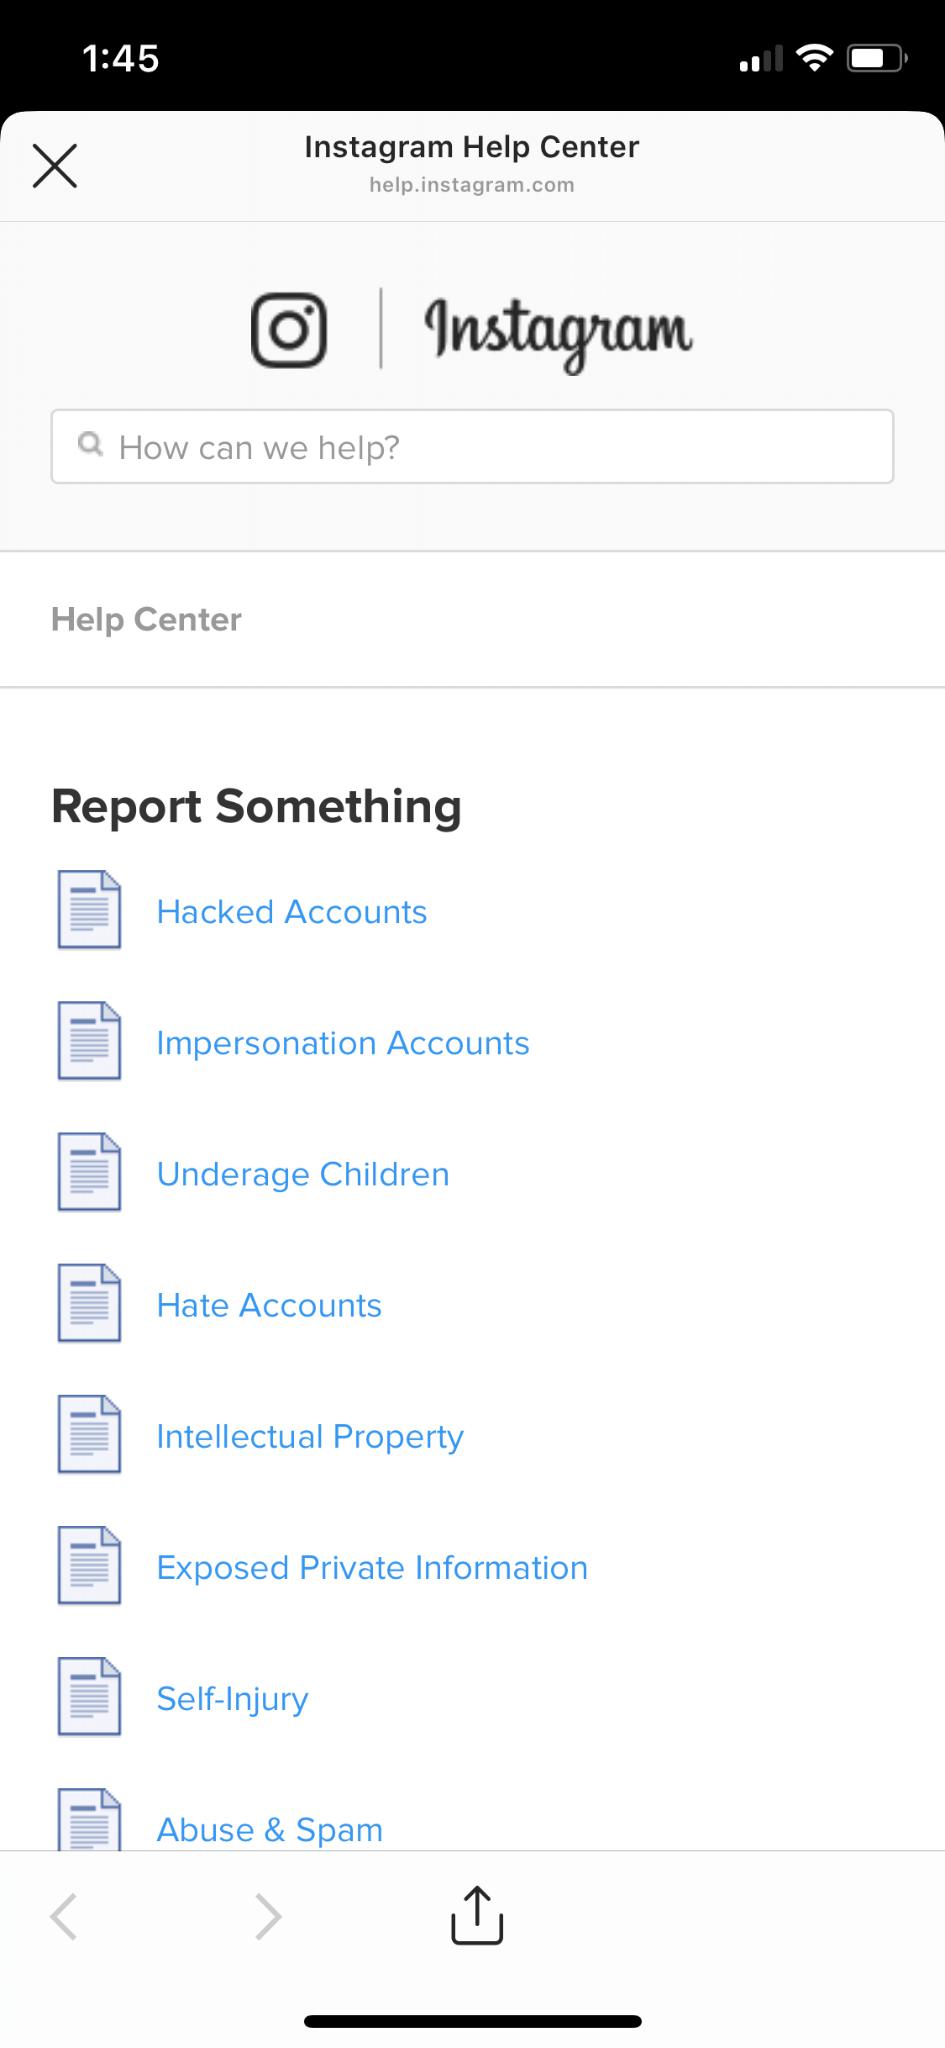 1:45
Instagram Help Center
help.instagram.com
Instagram
How can we help?
Help Center
Report Something
Hacked Accounts
Impersonation Accounts
Underage Children
Hate Accounts
Intellectual Property
Exposed Private Information
Self-Injury
Abuse & Spam